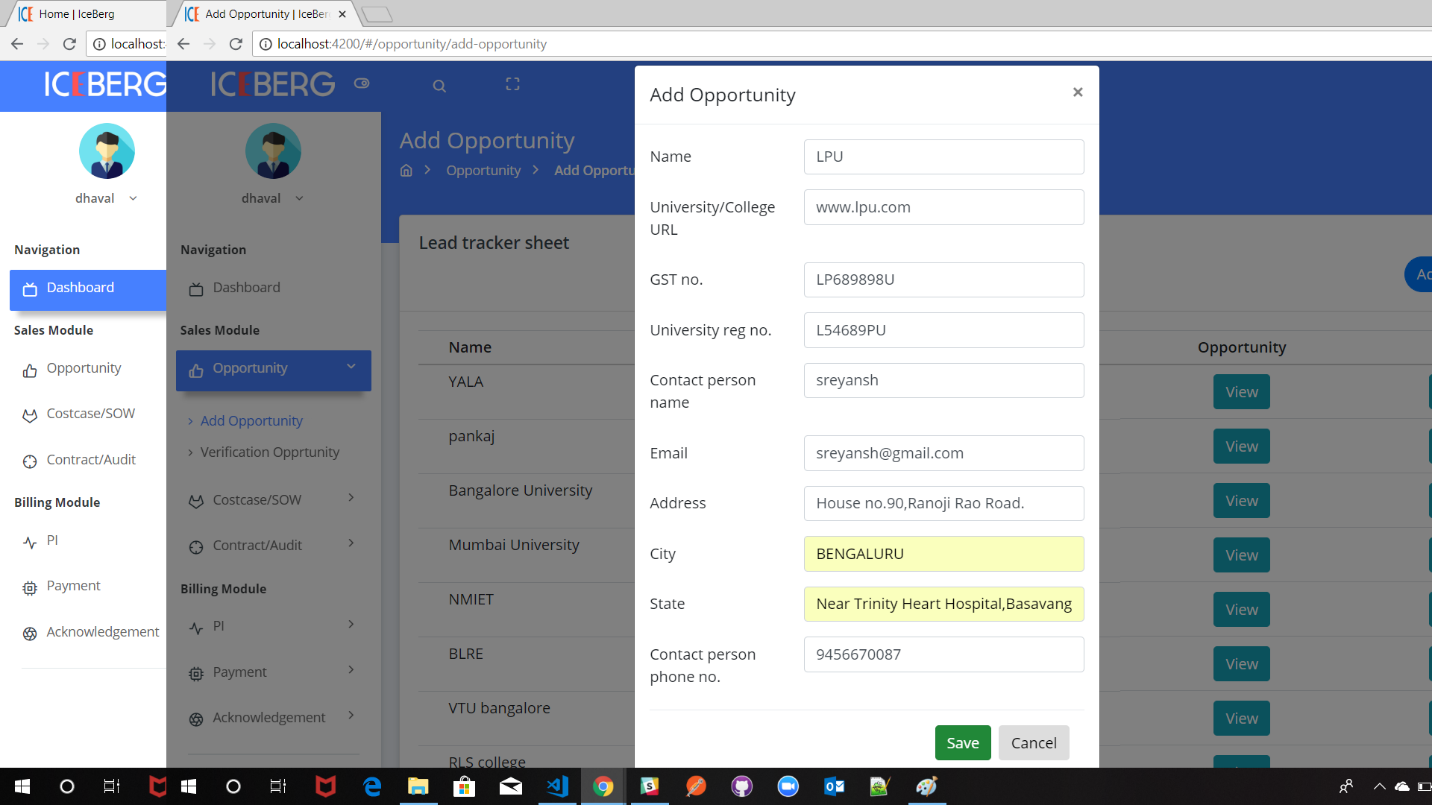 Home | IceBerg
Add Opportunity | IceBer
localhost:
localhost:4200/#/opportunity/add-opportunity
ICEBERG
dhaval
Navigation
Dashboard
Sales Module
Opportunity
Costcase/SOW
Contract/Audit
Billing Module
PI
Payment
Acknowledgement
ICEBERG
dhaval
Navigation
Dashboard
Sales Module
Opportunity
Add Opportunity
Verification Opprtunity
Costcase/SOW
Contract/Audit
Billing Module
PI
Payment
Acknowledgement
Add Opportunity
Opportunity
Add Opportu
Lead tracker sheet
Name
YALA
pankaj
Bangalore University
Mumbai University
NMIET
BLRE
VTU bangalore
RLS college
Add Opportunity
Name
LPU
University/College
URL
www.lpu.com
GST no.
LP689898U
University reg no.
L54689PU
Contact person
name
sreyansh
Email
sreyansh@gmail.com
Address
House no.90,Ranoji Rao Road.
City
BENGALURU
State
Near Trinity Heart Hospital,Basavang
Contact person
phone no.
9456670087
Save
Cancel
Opportunity
View
View
View
View
View
View
View